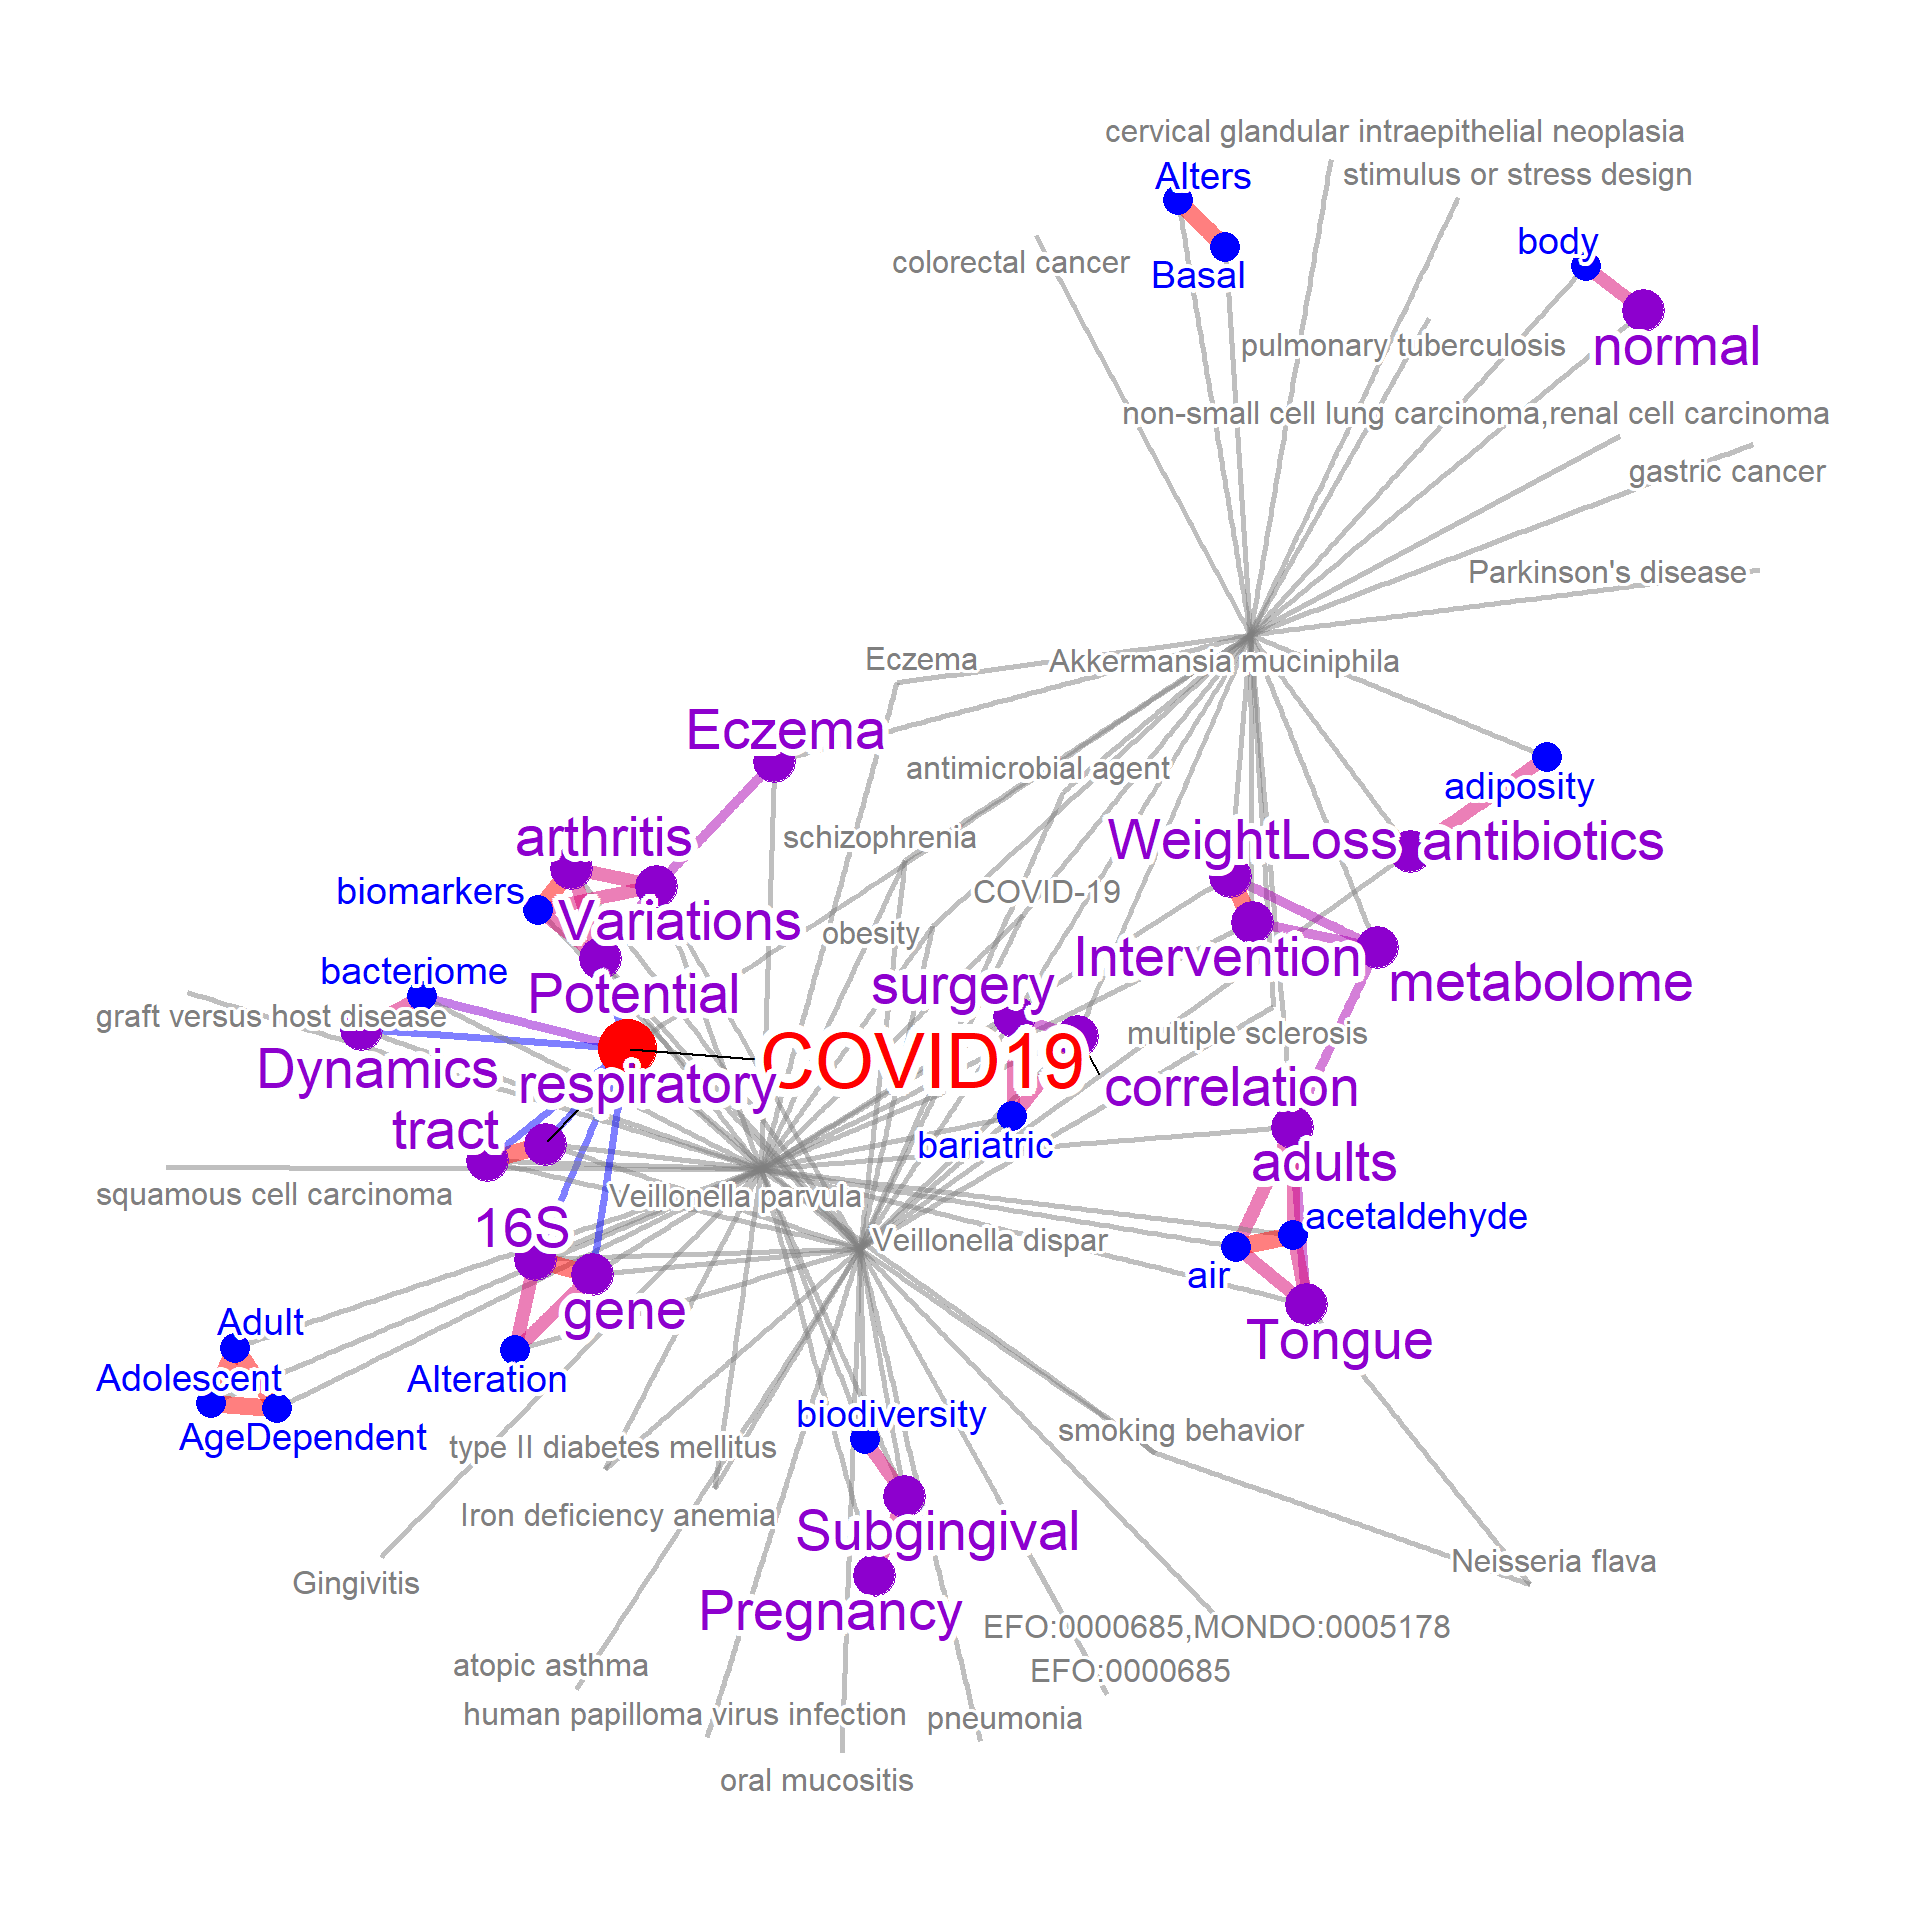 cervical glandular intraepithelial neoplasia
Alters
stimulus or stress design
body
colorectal cancer
Basal
pulmonary tuberculosis
normal
non-small cell lung carcinoma,renal cell carcinoma
gastric cancer
Parkinson's disease
Eczema
Akkermansia muciniphila
Eczema
antimicrobial agent
adiposity
arthritis
schizophrenia
WeightLoss
antibiotics
biomarkers
COVID-19
Variations
obesity
Intervention
bacteriome
Potential
surgery
metabolome
graft versus host disease
multiple sclerosis
COVID19
Dynamics
respiratory
correlation
tract
bariatric
adults
squamous cell carcinoma
Veillonella parvula
16S
acetaldehyde
Veillonella dispar
air
gene
Adult
Tongue
Adolescent
Alteration
biodiversity
smoking behavior
AgeDependent
type II diabetes mellitus
Iron deficiency anemia
Subgingival
Neisseria flava
Gingivitis
Pregnancy
EFO:0000685,MONDO:0005178
atopic asthma
EFO:0000685
human papilloma virus infection
pneumonia
oral mucositis